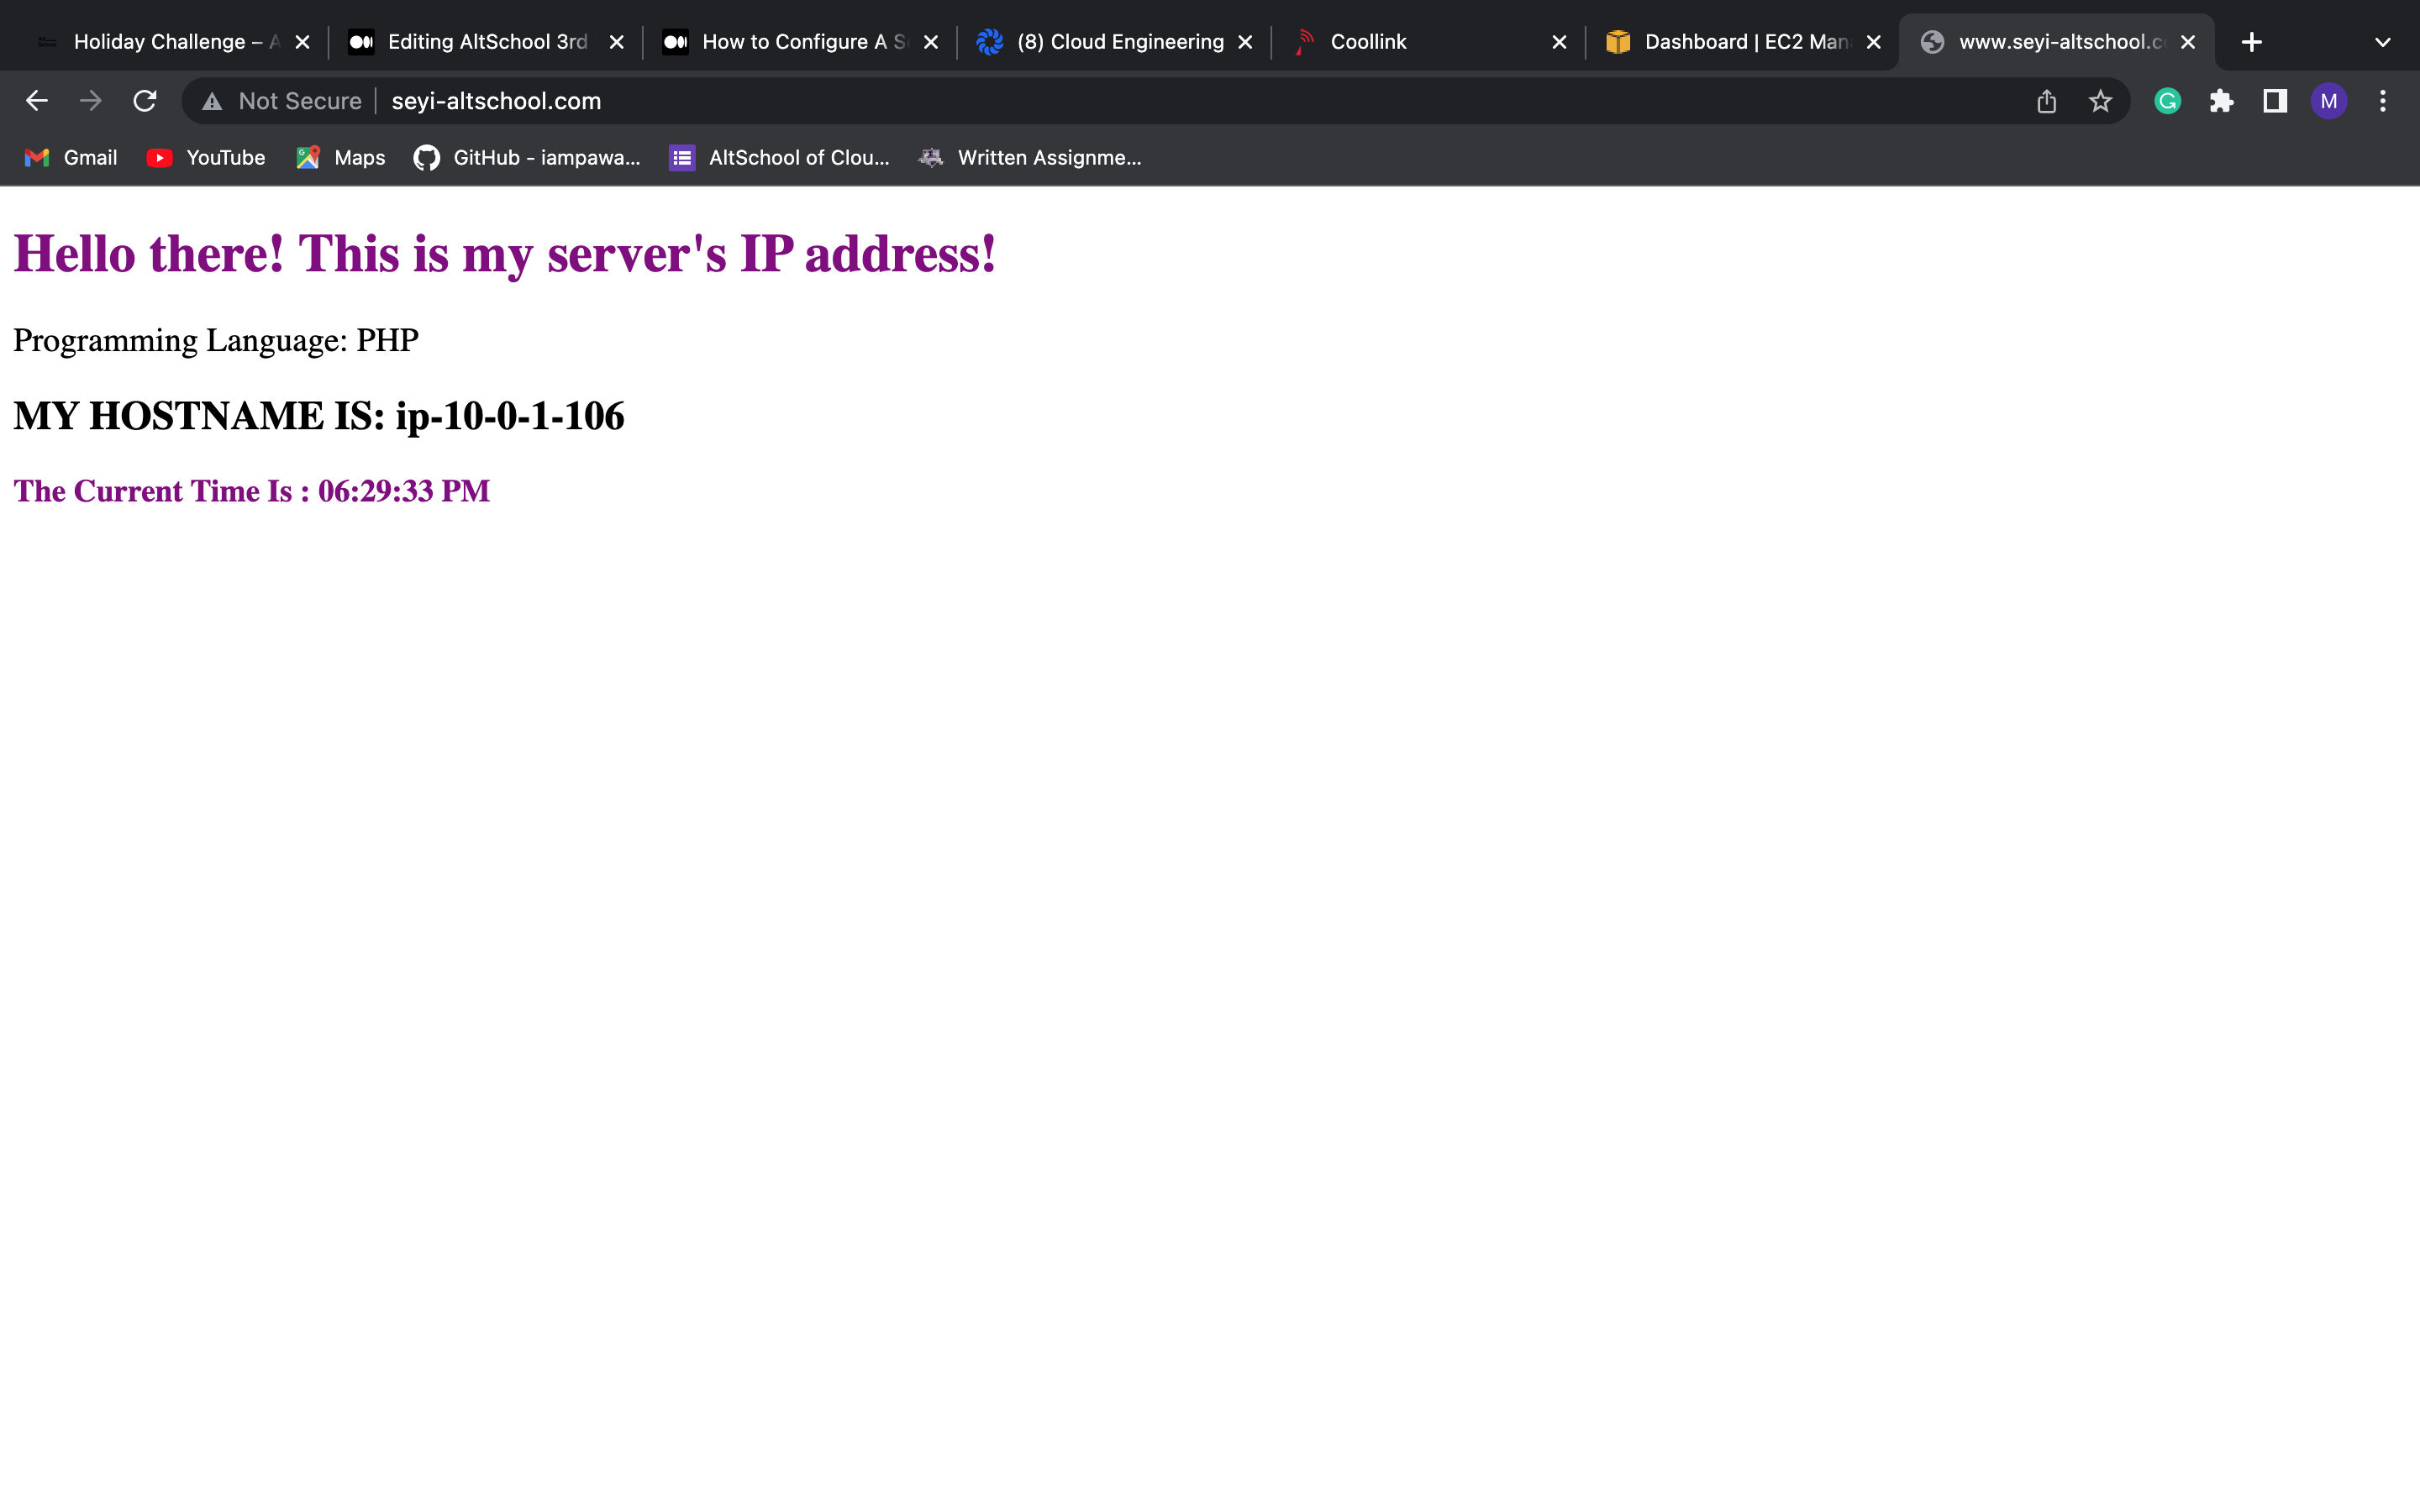 Holiday Challenge – A
Editing AltSchool 3rd
How to Configure A S
(8) Cloud Engineering
Coollink
Dashboard | EC2 Man
www.seyi-altschool.c
Not Secure
seyi-altschool.com
G
M
Gmail
YouTube
Maps
GitHub - iampawa...
AltSchool of Clou...
Written Assignme...
Hello there! This is my server's IP address!
Programming Language: PHP
MY HOSTNAME IS: ip-10-0-1-106
The Current Time Is : 06:29:33 PM